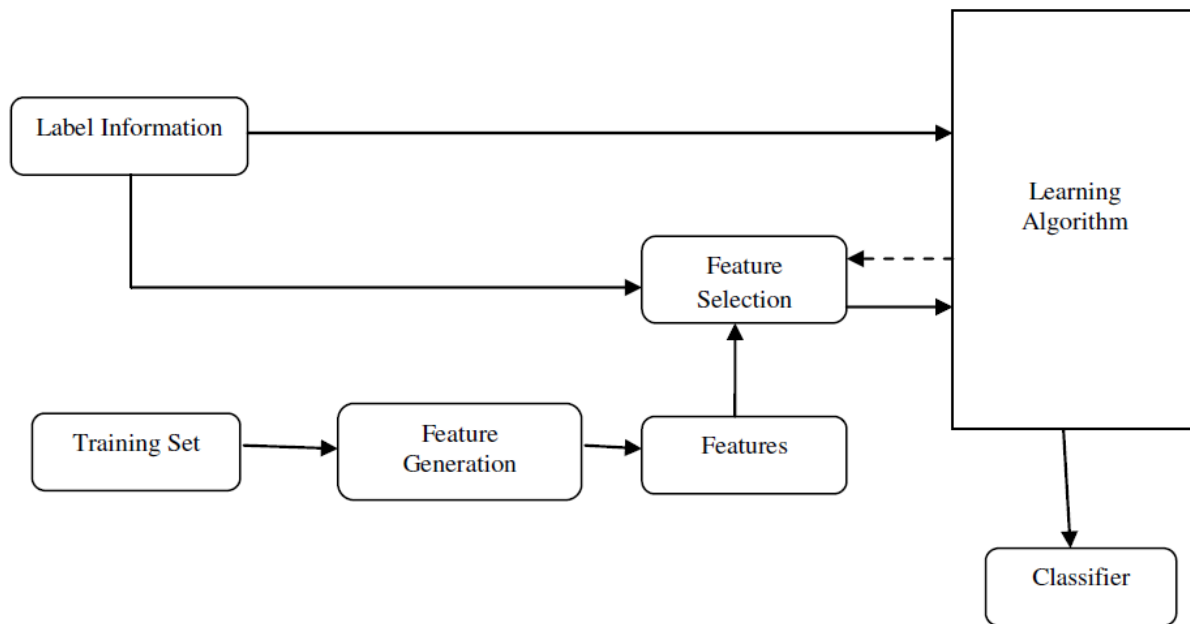 Label Information
Learning
Algorithm
Feature
Selection
Training Set
Feature
Generation
Features
Classifier